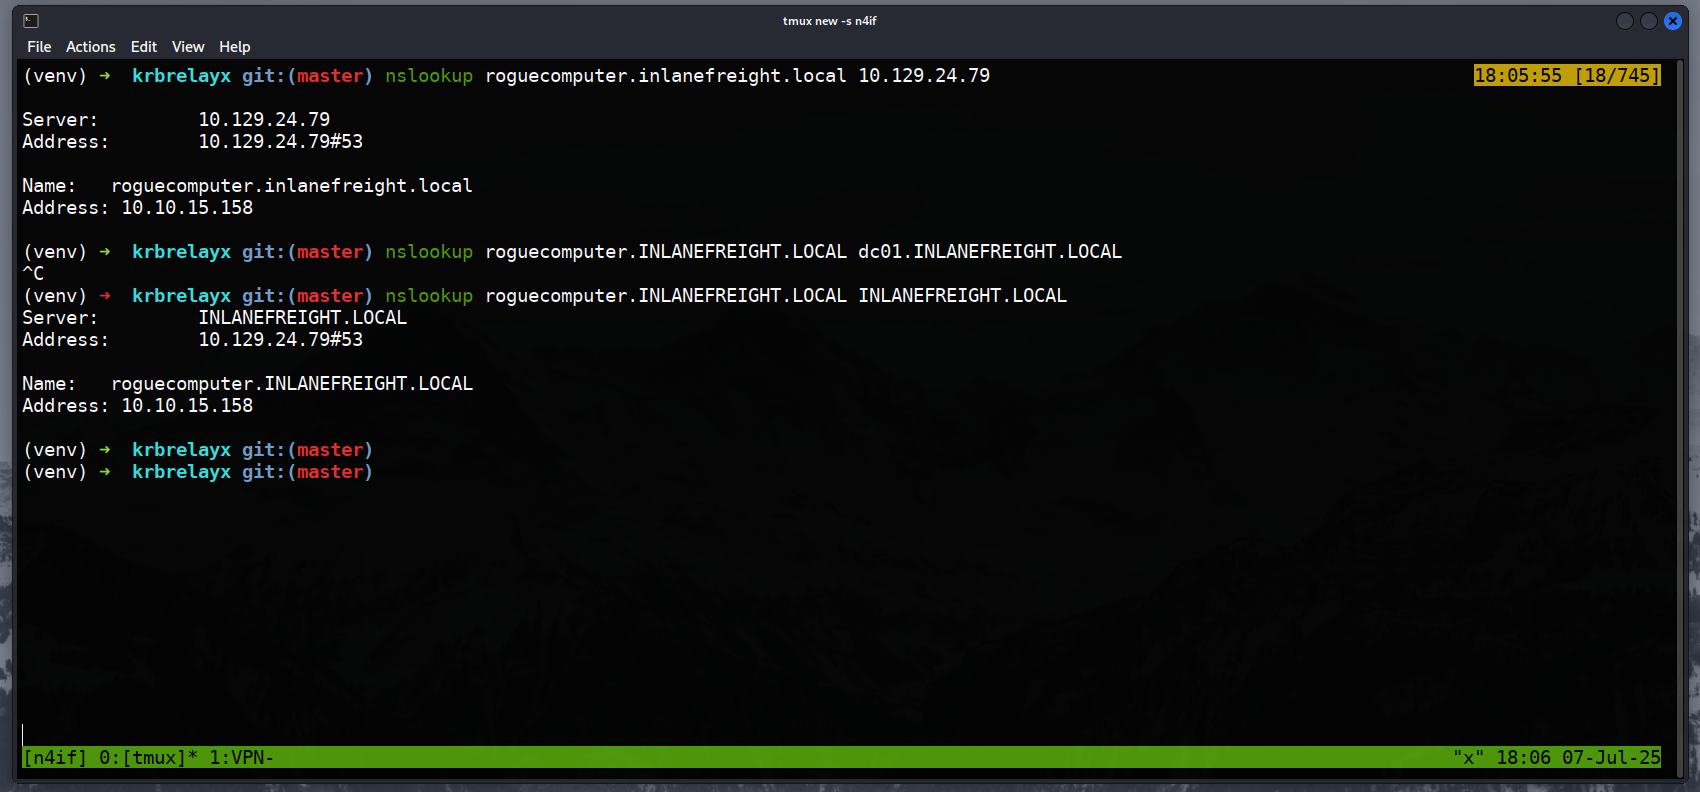 tmux new -s n4if
File Actions Edit View Help
(venv) ➜ krbrelayx git:(master) nslookup roguecomputer.inlanefreight.local 10.129.24.79 18:05:55 [18/745]
Server: 10.129.24.79
Address: 10.129.24.79#53
Name: roguecomputer.inlanefreight.local
Address: 10.10.15.158
(venv) ➜ krbrelayx git:(master) nslookup roguecomputer.INLANEFREIGHT.LOCAL dc01.INLANEFREIGHT.LOCAL
^C
(venv) ➜ krbrelayx git:(master) nslookup roguecomputer.INLANEFREIGHT.LOCAL INLANEFREIGHT.LOCAL
Server: INLANEFREIGHT.LOCAL
Address: 10.129.24.79#53
Name: roguecomputer.INLANEFREIGHT.LOCAL
Address: 10.10.15.158
(venv) ➜ krbrelayx git:(master)
(venv) ➜ krbrelayx git:(master)
[n4if] 0:[tmux]* 1:VPN- "x" 18:06 07-Jul-25